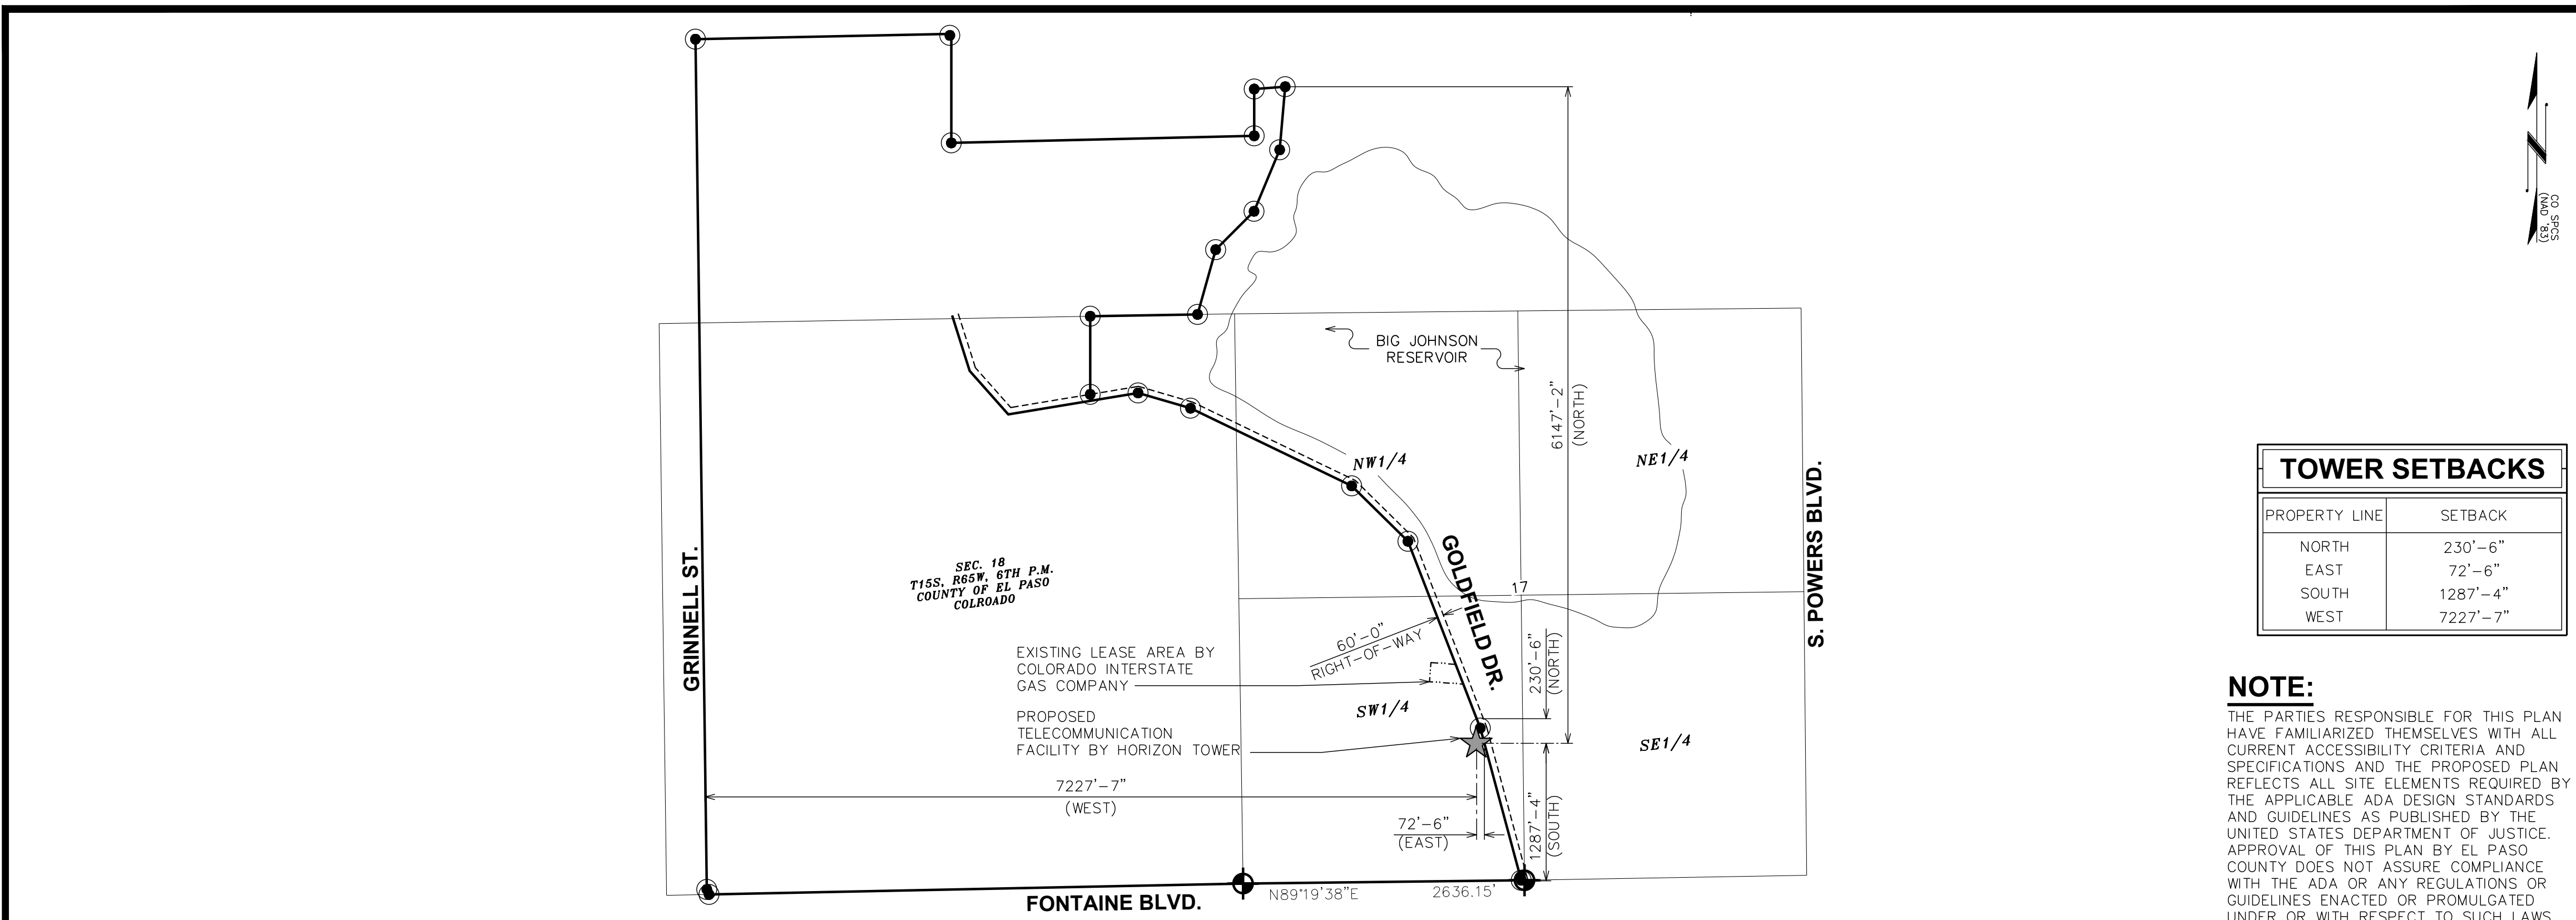 CO SPCS
(NAD '83)
BIG JOHNSON
RESERVOIR
6147'-2"
(NORTH)
NW1/4
NE1/4
S. POWERS BLVD.
GRINNELL ST.
SEC. 18
T15S, R65W, 6TH P.M.
COUNTY OF EL PASO
COLROADO
GOLDFIELD DR.
17
60'-0"
RIGHT-OF-WAY
230'-6"
(NORTH)
EXISTING LEASE AREA BY
COLORADO INTERSTATE
GAS COMPANY
SW1/4
PROPOSED
TELECOMMUNICATION
FACILITY BY HORIZON TOWER
SE1/4
7227'-7"
(WEST)
72'-6"
(EAST)
1287'-4"
(SOUTH)
N89°19'38"E
2636.15'
FONTAINE BLVD.
TOWER SETBACKS
PROPERTY LINE SETBACK
NORTH 230'-6"
EAST 72'-6"
SOUTH 1287'-4"
WEST 7227'-7"
NOTE:
THE PARTIES RESPONSIBLE FOR THIS PLAN
HAVE FAMILIARIZED THEMSELVES WITH ALL
CURRENT ACCESSIBILITY CRITERIA AND
SPECIFICATIONS AND THE PROPOSED PLAN
REFLECTS ALL SITE ELEMENTS REQUIRED BY
THE APPLICABLE ADA DESIGN STANDARDS
AND GUIDELINES AS PUBLISHED BY THE
UNITED STATES DEPARTMENT OF JUSTICE.
APPROVAL OF THIS PLAN BY EL PASO
COUNTY DOES NOT ASSURE COMPLIANCE
WITH THE ADA OR ANY REGULATIONS OR
GUIDELINES ENACTED OR PROMULGATED
UNDER OR WITH RESPECT TO SUCH LAWS